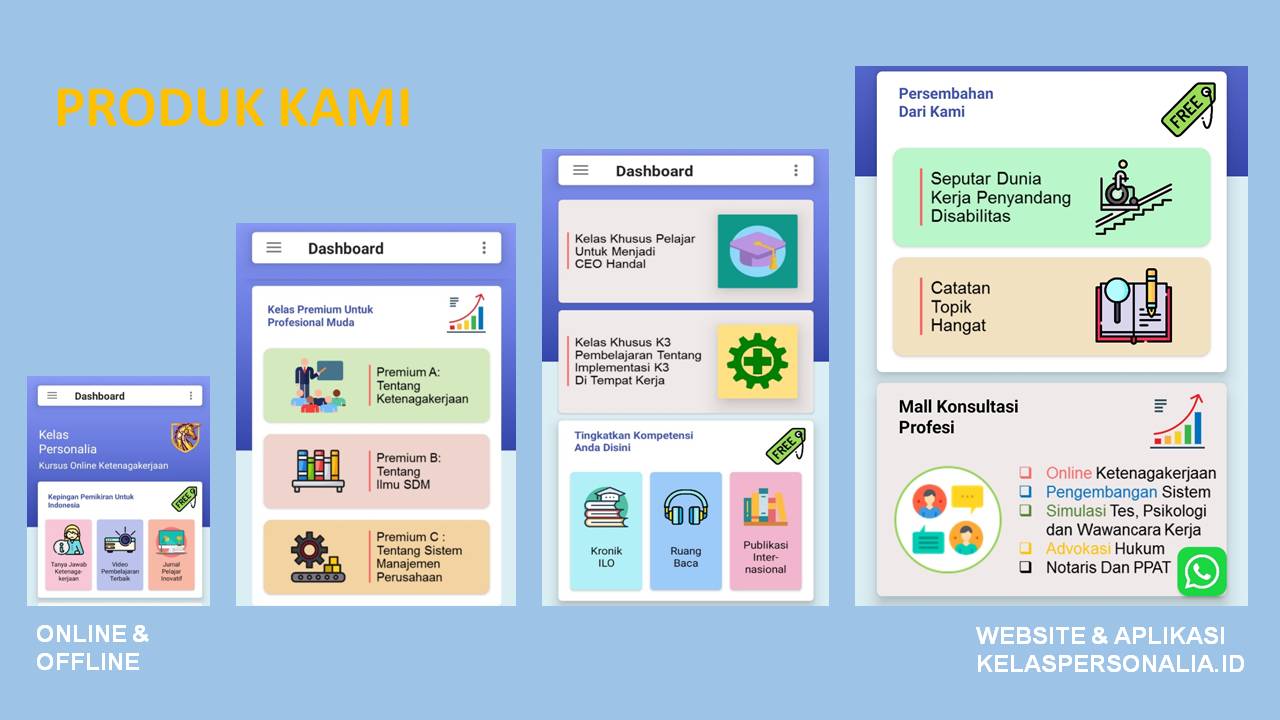 PRODUK KAMI
Dashboard
Kelas
Personalia
Kursus Online Ketenagakerjaan
Kepingan Pemikiran Untuk
Indonesia
FREE
Tanya Jawab
Ketenaga-
kerjaan
Video
Pembelajaran
Terbaik
Jurnal
Pelajar
Inovatif
Dashboard
Kelas Premium Untuk
Profesional Muda
Premium A:
Tentang
Ketenagakerjaan
Premium B:
Tentang
Ilmu SDM
Premium C :
Tentang Sistem
Manajemen
Perusahaan
Dashboard
Kelas Khusus Pelajar
Untuk Menjadi
CEO Handal
Kelas Khusus K3
Pembelajaran Tentang
Implementasi K3
Di Tempat Kerja
Tingkatkan Kompetensi
Anda Disini
FREE
Kronik
ILO
Ruang
Baca
Publikasi
Inter-
nasional
Persembahan
Dari Kami
FREE
Seputar Dunia
Kerja Penyandang
Disabilitas
Catatan
Topik
Hangat
Mall Konsultasi
Profesi
Online Ketenagakerjaan
Pengembangan Sistem
Simulasi Tes, Psikologi
dan Wawancara Kerja
Advokasi Hukum
Notaris Dan PPAT
ONLINE &
OFFLINE
WEBSITE & APLIKASI
KELASPERSONALIA.ID